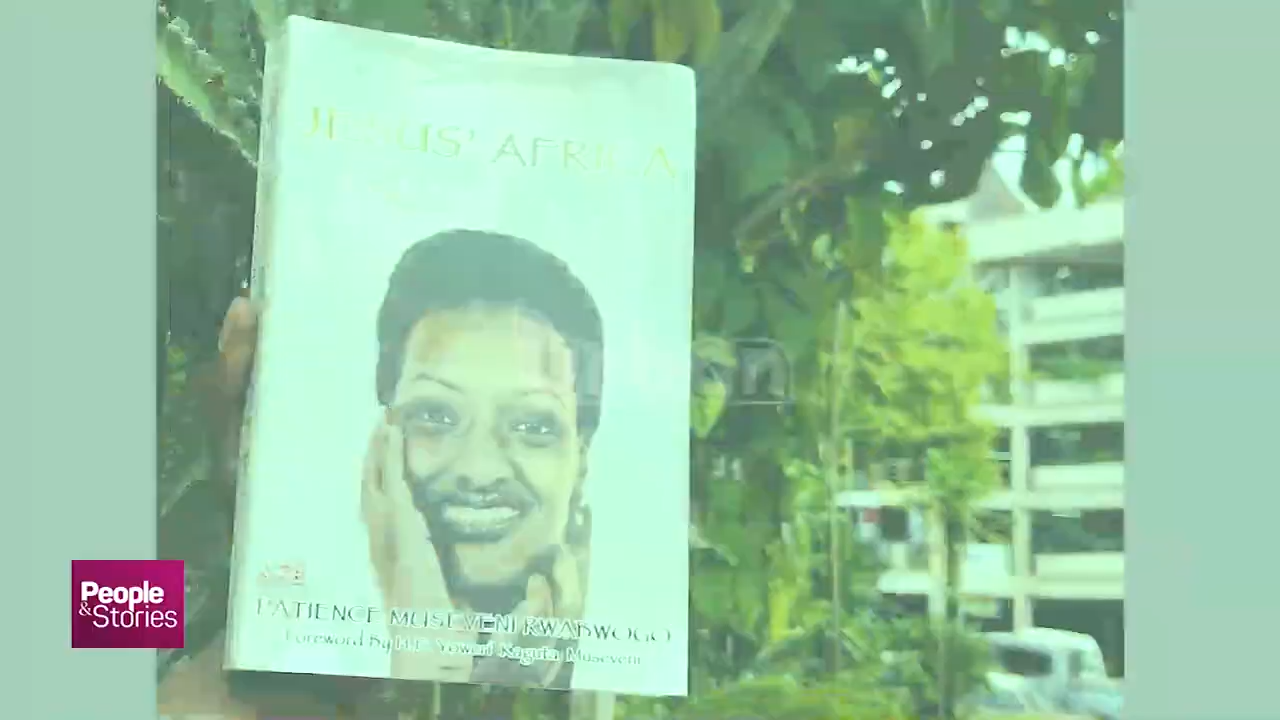 JESUS' AFRICA
PATIENCE MUSEVENI RWABWOGO
Foreword By H.E. Yoweri Kaguta Museveni
People
&Stories